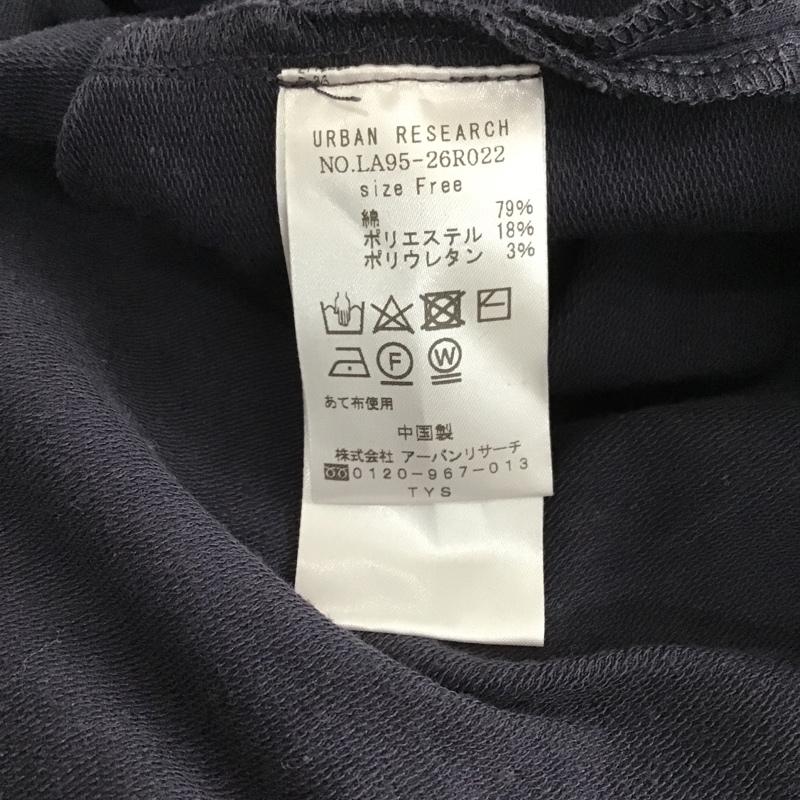 URBAN RESEARCH
NO.LA95-26R022
size Free
綿 79%
ポリエステル 18%
ポリウレタン 3%
F W
あて布使用
中国製
株式会社 アーバンリサーチ
0120-967-013
TYS